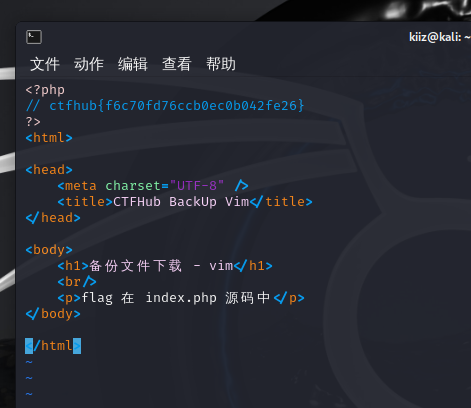 kiiz@kali: ~
文件 动作 编辑 查看 帮助
<?php
// ctfhub{f6c70fd76ccb0ec0b042fe26}
?>
<html>
<head>
    <meta charset="UTF-8" />
    <title>CTFHub BackUp Vim</title>
</head>
<body>
    <h1>备份文件下载 - vim</h1>
    <br/>
    <p>flag 在 index.php 源码中</p>
</body>
</html>
~
~
~